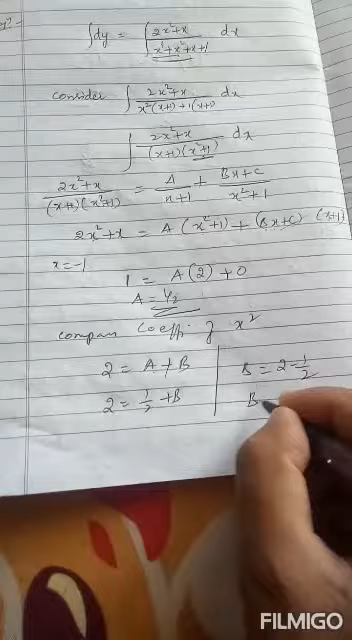 ∫dy = ∫ 2x²+x / x³+x²+x+1 dx
consider ∫ 2x²+x / x²(x+1)+1(x+1) dx
∫ 2x²+x / (x+1)(x²+1) dx
2x²+x / (x+1)(x²+1) = A / x+1 + Bx+C / x²+1
2x²+x = A(x²+1) + (Bx+C)(x+1)
x=-1
1 = A(2)+0
A = 1/2
compare coeffi of x²
2 = A+B
2 = 1/2 +B
B = 2-1/2
B =
FILMIGO